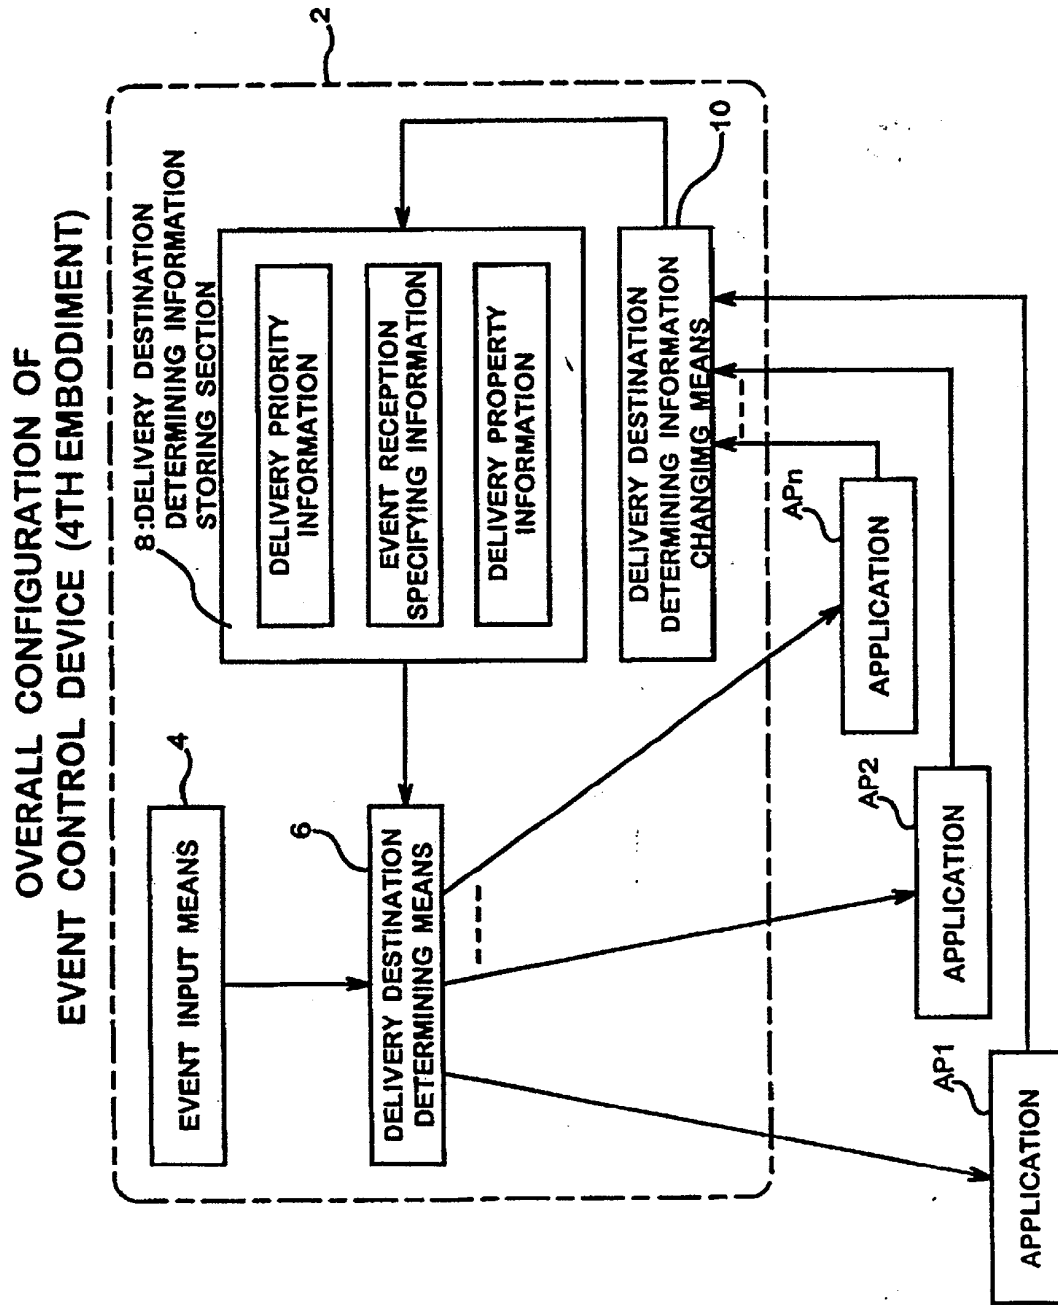 OVERALL CONFIGURATION OF
EVENT CONTROL DEVICE (4TH EMBODIMENT)
2
4
EVENT INPUT MEANS
6
DELIVERY DESTINATION
DETERMINING MEANS
8:DELIVERY DESTINATION
DETERMINING INFORMATION
STORING SECTION
DELIVERY PRIORITY
INFORMATION
EVENT RECEPTION
SPECIFYING INFORMATION
DELIVERY PROPERTY
INFORMATION
10
DELIVERY DESTINATION
DETERMINING INFORMATION
CHANGIMG MEANS
AP1
APPLICATION
AP2
APPLICATION
APn
APPLICATION